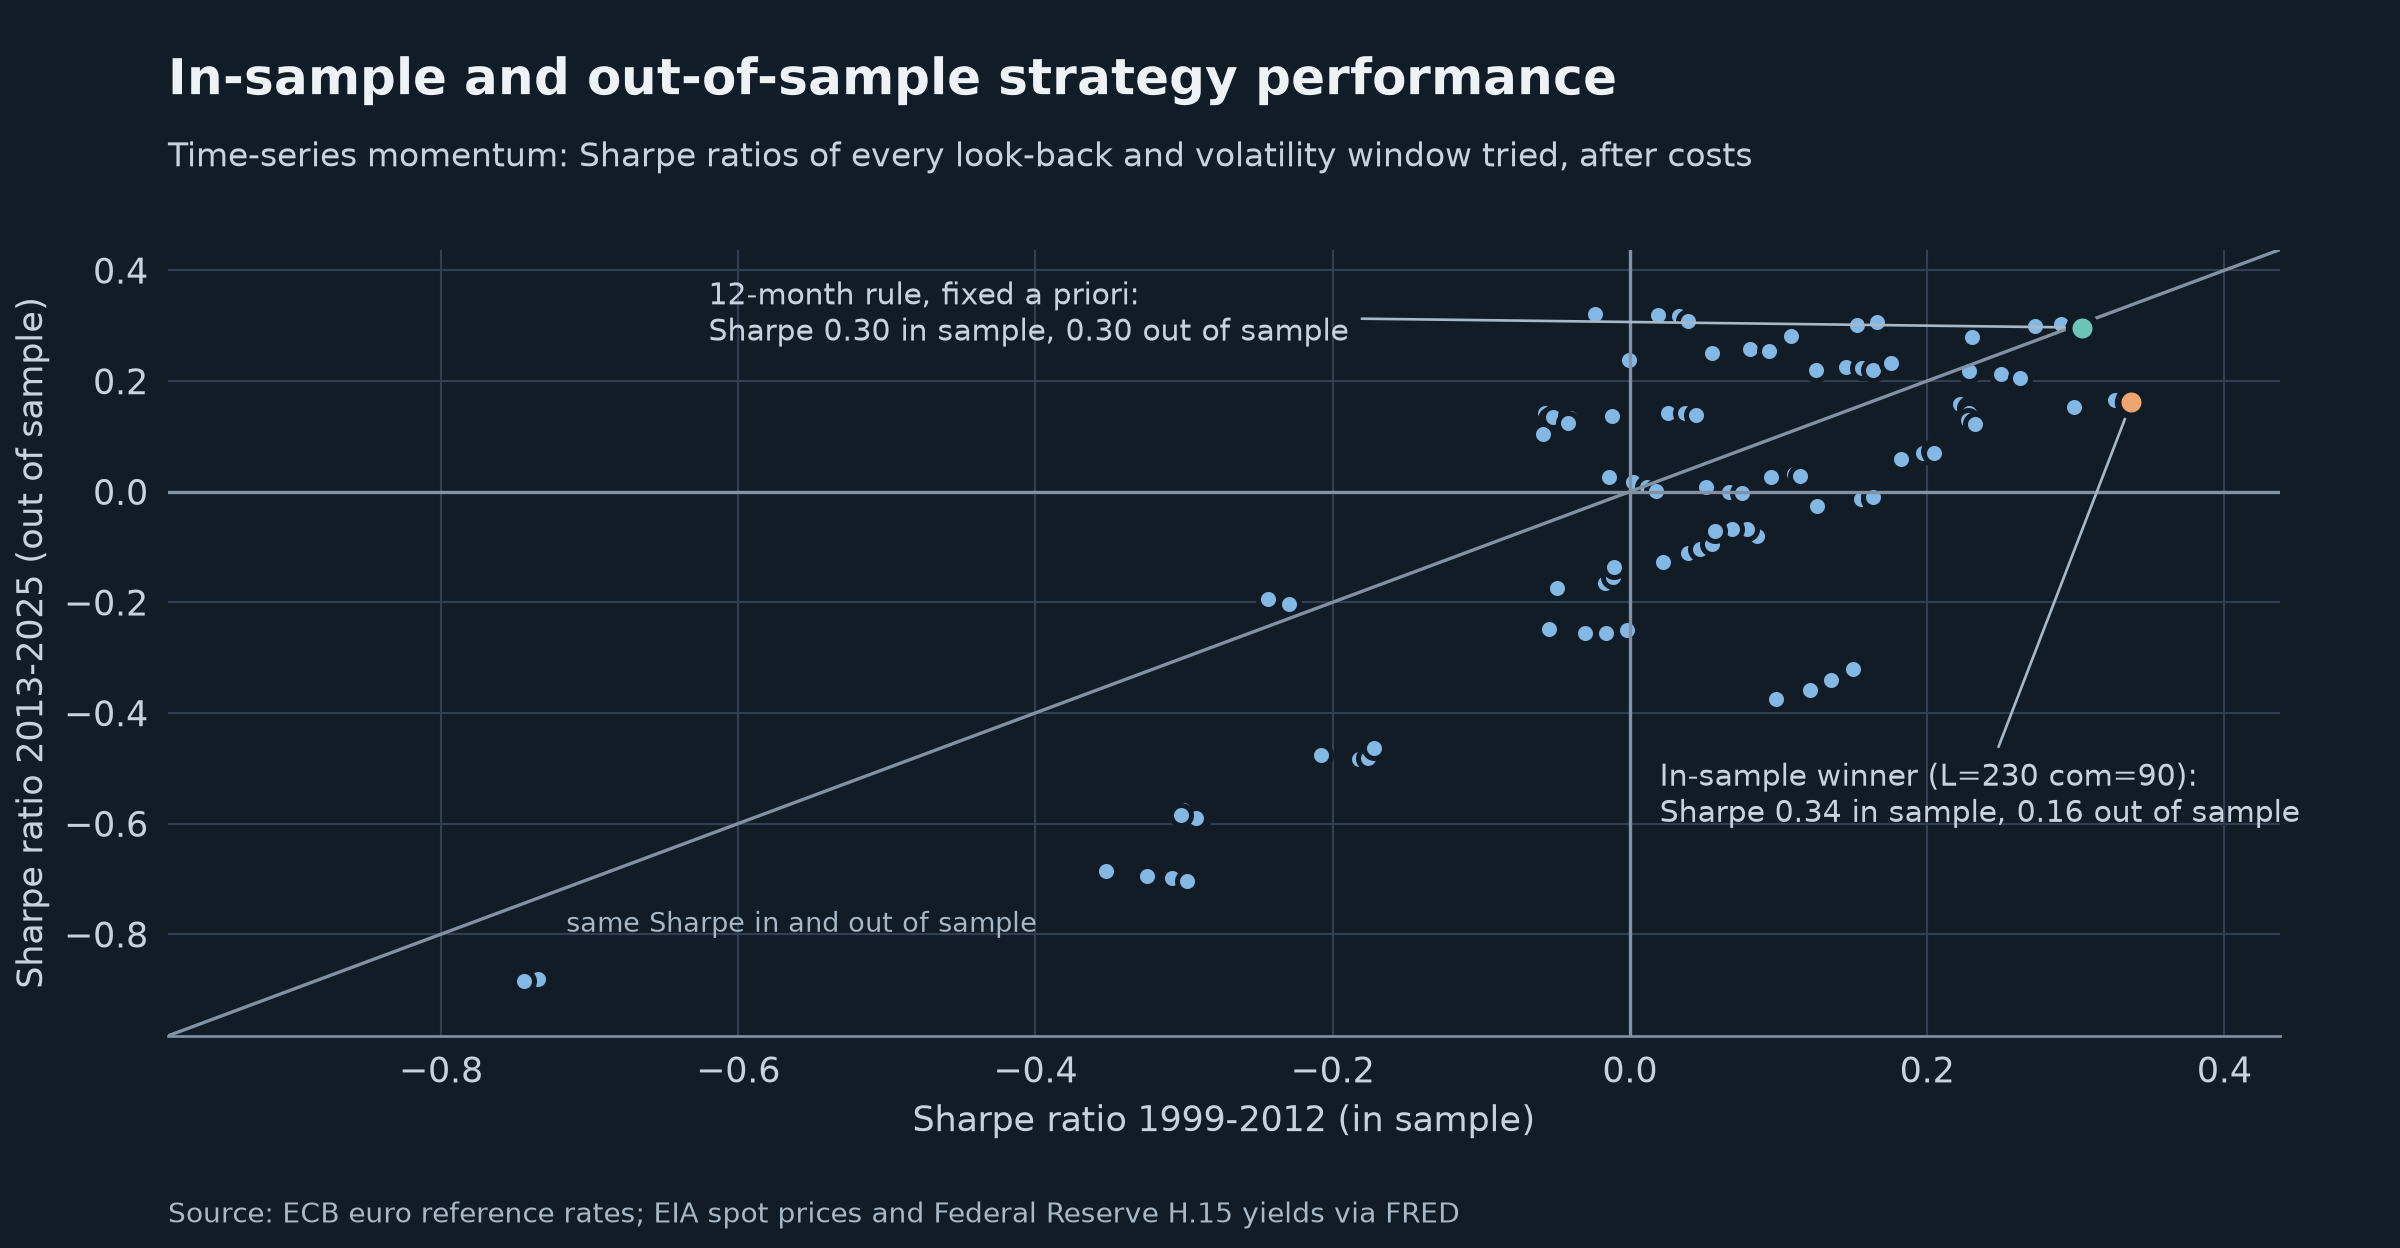 In-sample and out-of-sample strategy performance
Time-series momentum: Sharpe ratios of every look-back and volatility window tried, after costs
Sharpe ratio 2013-2025 (out of sample)
0.4
0.2
0.0
−0.2
−0.4
−0.6
−0.8
12-month rule, fixed a priori:
Sharpe 0.30 in sample, 0.30 out of sample
In-sample winner (L=230 com=90):
Sharpe 0.34 in sample, 0.16 out of sample
same Sharpe in and out of sample
−0.8
−0.6
−0.4
−0.2
0.0
0.2
0.4
Sharpe ratio 1999-2012 (in sample)
Source: ECB euro reference rates; EIA spot prices and Federal Reserve H.15 yields via FRED